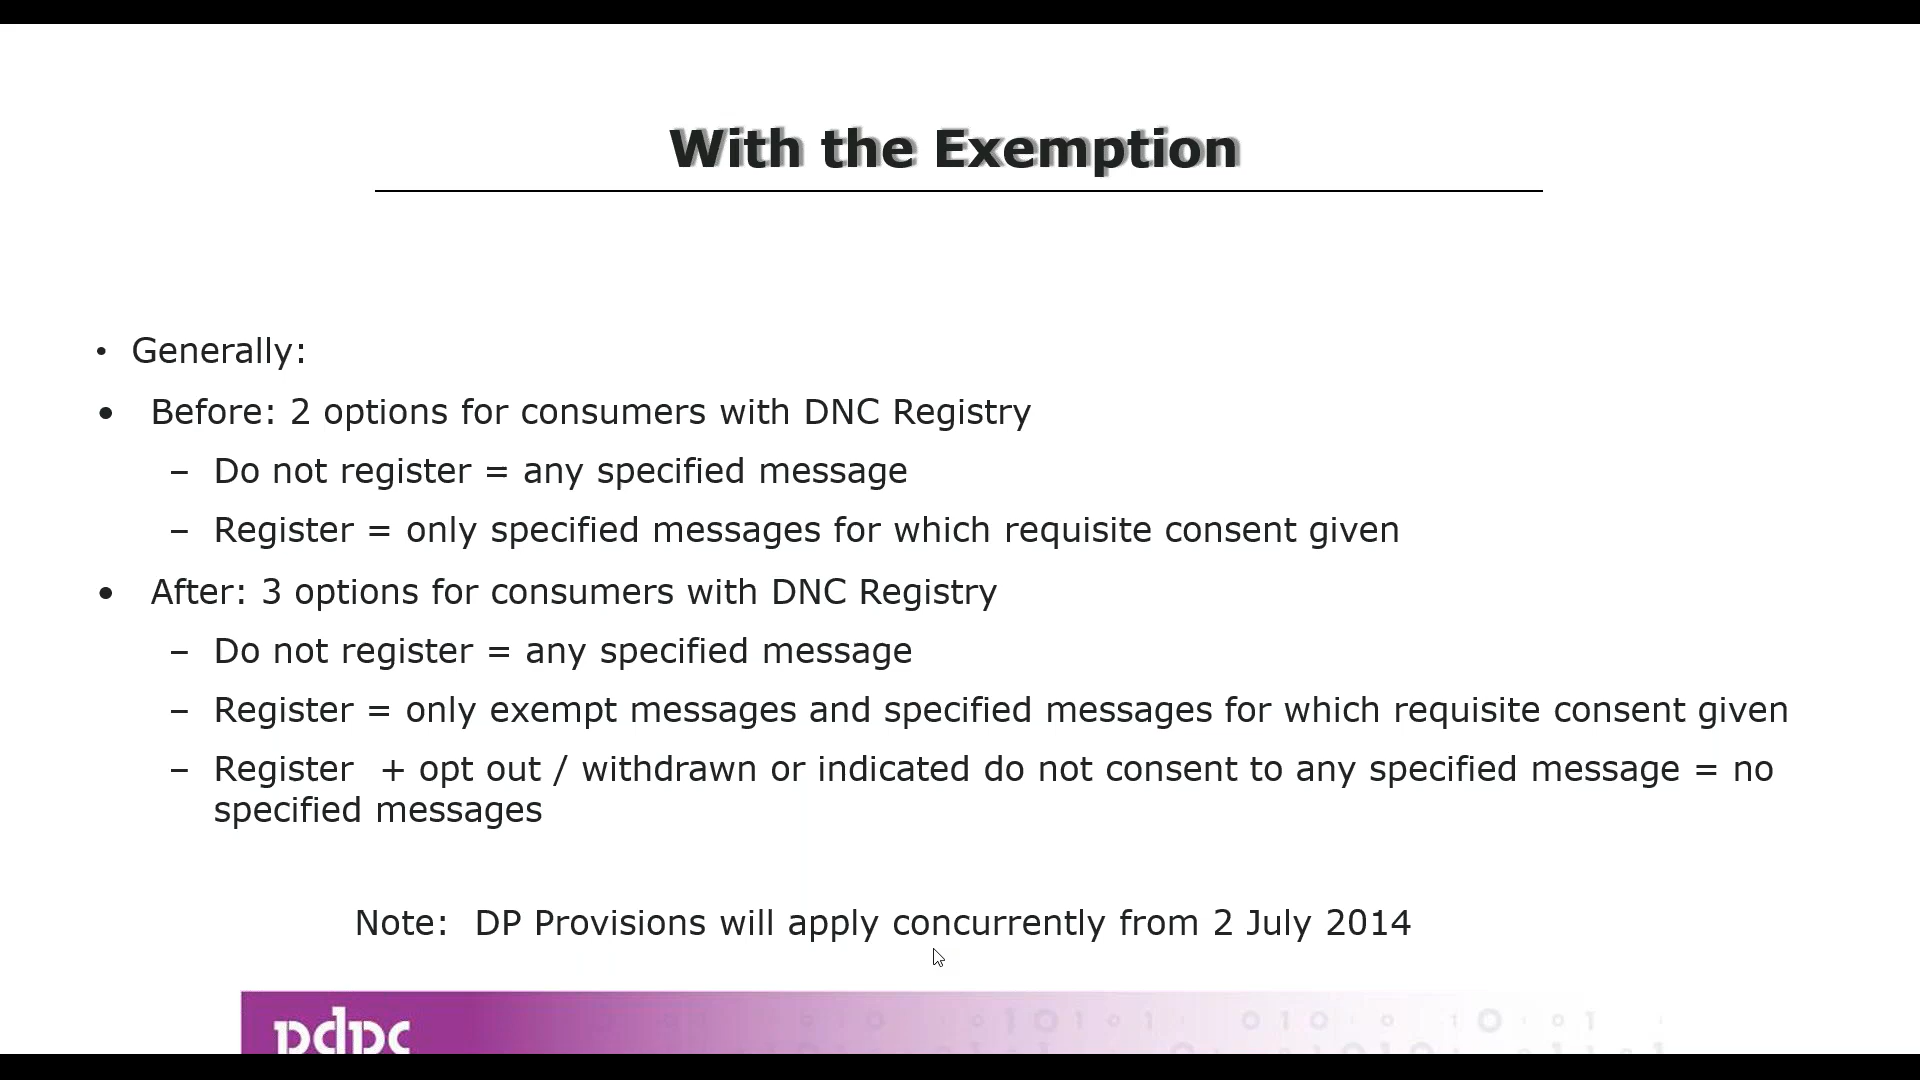 With the Exemption
• Generally:
• Before: 2 options for consumers with DNC Registry
– Do not register = any specified message
– Register = only specified messages for which requisite consent given
• After: 3 options for consumers with DNC Registry
– Do not register = any specified message
– Register = only exempt messages and specified messages for which requisite consent given
– Register + opt out / withdrawn or indicated do not consent to any specified message = no
specified messages
Note: DP Provisions will apply concurrently from 2 July 2014
pdpc